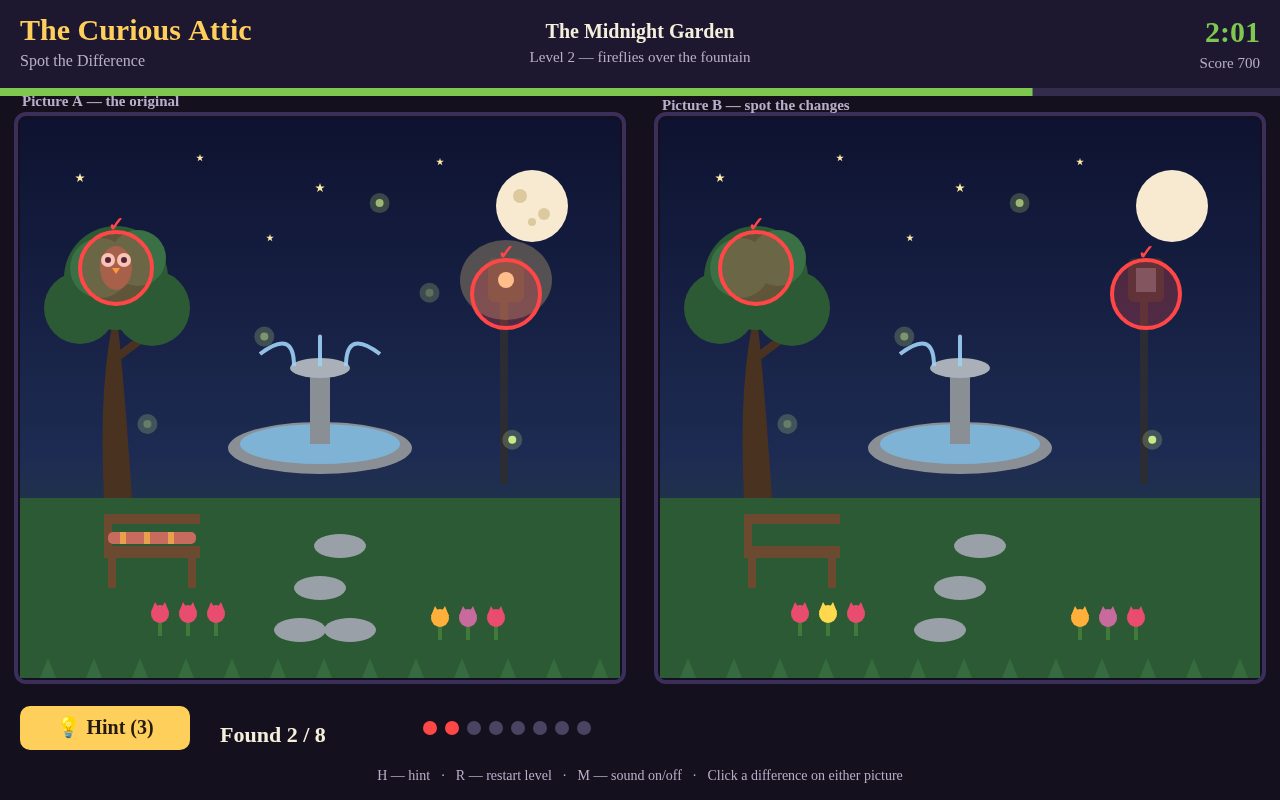 The Curious Attic
Spot the Difference
The Midnight Garden
Level 2 — fireflies over the fountain
2:01
Score 700
Picture A — the original
Picture B — spot the changes
💡 Hint (3)
Found 2 / 8
H — hint · R — restart level · M — sound on/off · Click a difference on either picture